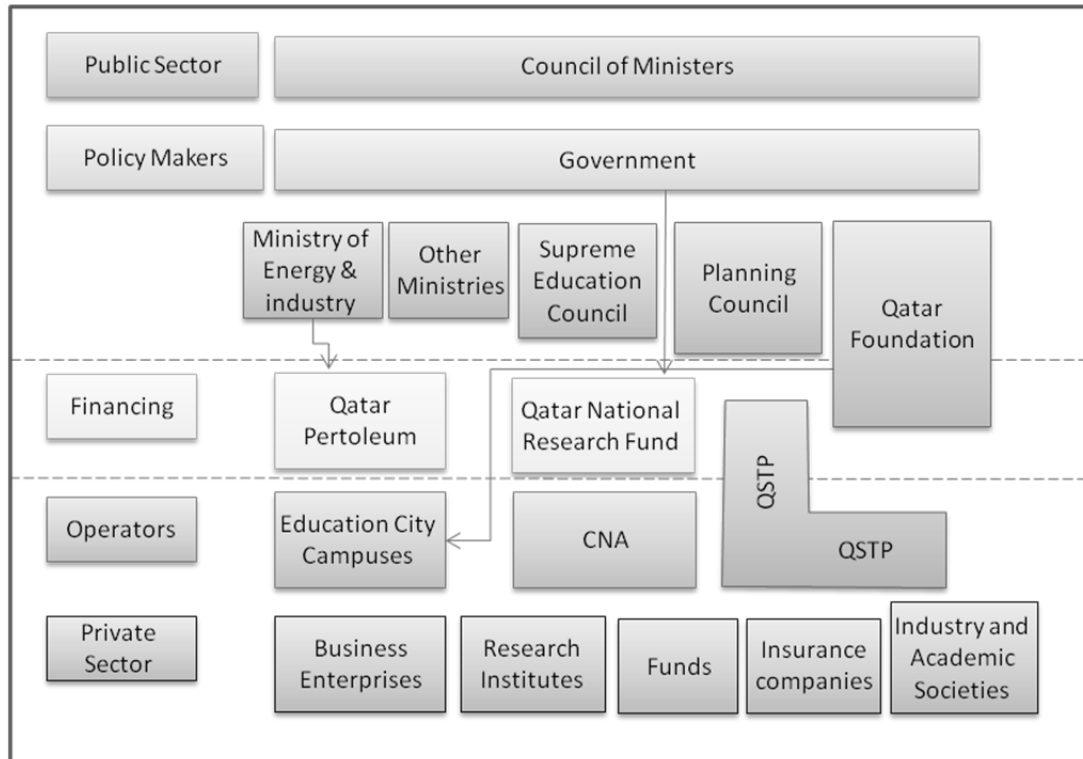 Public Sector
Council of Ministers
Policy Makers
Government
Ministry of
Energy &
industry
Other
Ministries
Supreme
Education
Council
Planning
Council
Qatar
Foundation
Financing
Qatar
Pertoleum
Qatar National
Research Fund
QSTP
Operators
Education City
Campuses
CNA
QSTP
Private
Sector
Business
Enterprises
Research
Institutes
Funds
Insurance
companies
Industry and
Academic
Societies